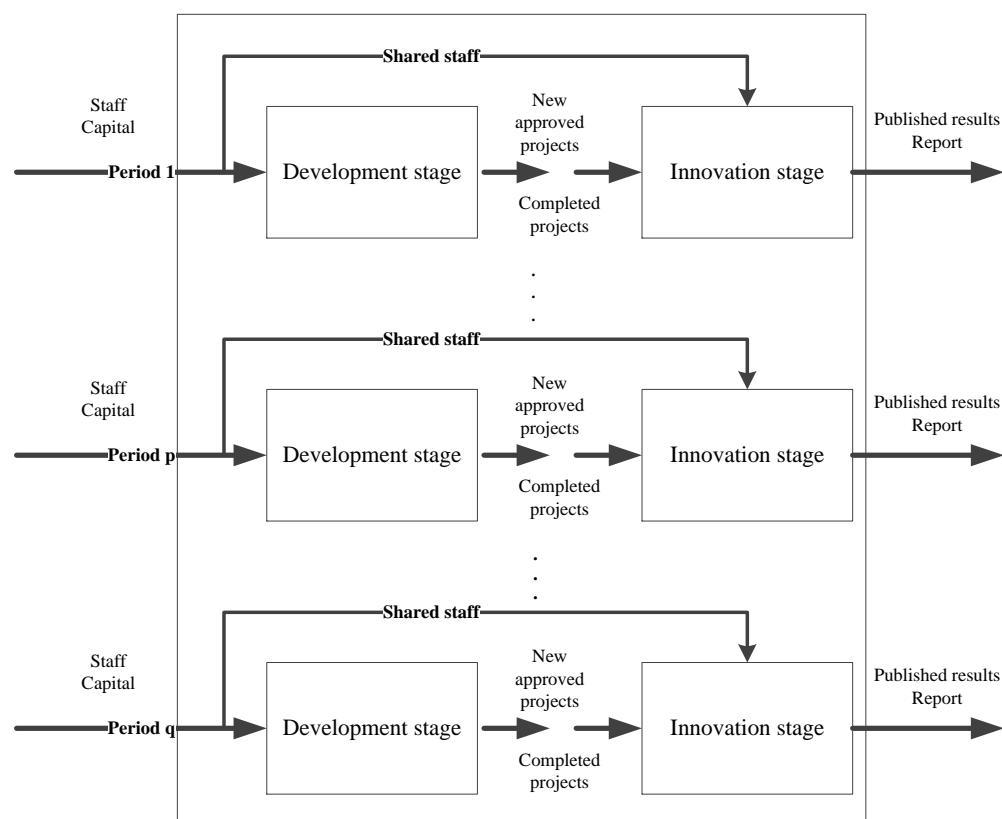 Shared staff
Staff
Capital
New
approved
projects
Published results
Report
Period 1
Development stage
Innovation stage
Completed
projects
.
.
.
Shared staff
Staff
Capital
New
approved
projects
Published results
Report
Period p
Development stage
Innovation stage
Completed
projects
.
.
.
Shared staff
Staff
Capital
New
approved
projects
Published results
Report
Period q
Development stage
Innovation stage
Completed
projects